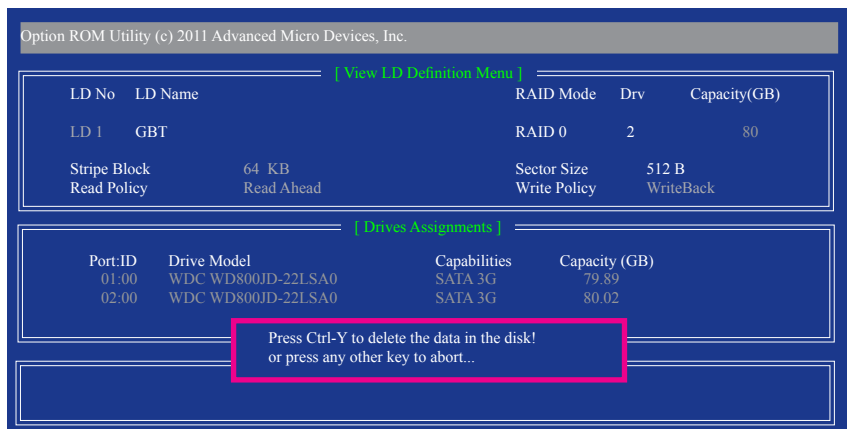 Option ROM Utility (c) 2011 Advanced Micro Devices, Inc.
[ View LD Definition Menu ]
LD No LD Name RAID Mode Drv Capacity(GB)
LD 1 GBT RAID 0 2 80
Stripe Block 64 KB Sector Size 512 B
Read Policy Read Ahead Write Policy WriteBack
[ Drives Assignments ]
Port:ID Drive Model Capabilities Capacity (GB)
01:00 WDC WD800JD-22LSA0 SATA 3G 79.89
02:00 WDC WD800JD-22LSA0 SATA 3G 80.02
Press Ctrl-Y to delete the data in the disk!
or press any other key to abort...